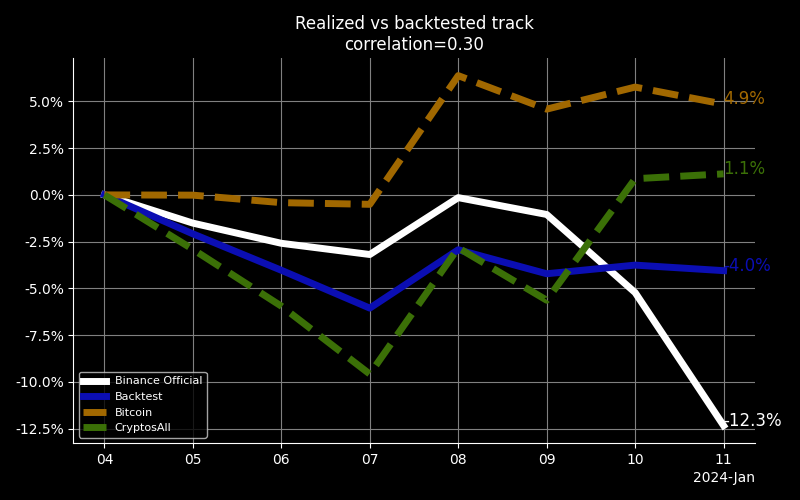 Realized vs backtested track
correlation=0.30
5.0%
2.5%
0.0%
-2.5%
-5.0%
-7.5%
-10.0%
-12.5%
4.9%
1.1%
-4.0%
-12.3%
Binance Official
Backtest
Bitcoin
CryptosAll
04 05 06 07 08 09 10 11
2024-Jan